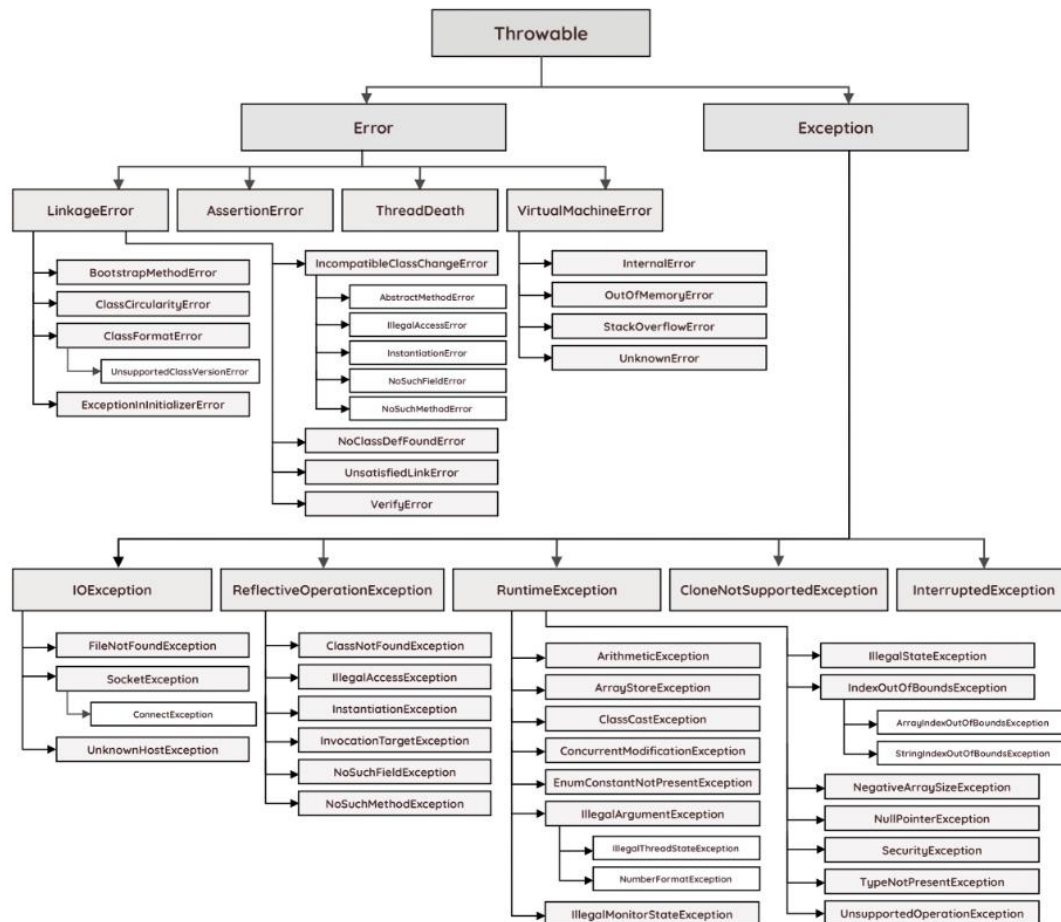 Throwable
Error
Exception
LinkageError
AssertionError
ThreadDeath
VirtualMachineError
BootstrapMethodError
ClassCircularityError
ClassFormatError
UnsupportedClassVersionError
ExceptionInInitializerError
IncompatibleClassChangeError
AbstractMethodError
IllegalAccessError
InstantiationError
NoSuchFieldError
NoSuchMethodError
NoClassDefFoundError
UnsatisfiedLinkError
VerifyError
InternalError
OutOfMemoryError
StackOverflowError
UnknownError
IOException
ReflectiveOperationException
RuntimeException
CloneNotSupportedException
InterruptedException
FileNotFoundException
SocketException
ConnectException
UnknownHostException
ClassNotFoundException
IllegalAccessException
InstantiationException
InvocationTargetException
NoSuchFieldException
NoSuchMethodException
ArithmeticException
ArrayStoreException
ClassCastException
ConcurrentModificationException
EnumConstantNotPresentException
IllegalArgumentException
IllegalThreadStateException
NumberFormatException
IllegalMonitorStateException
IllegalStateException
IndexOutOfBoundsException
ArrayIndexOutOfBoundsException
StringIndexOutOfBoundsException
NegativeArraySizeException
NullPointerException
SecurityException
TypeNotPresentException
UnsupportedOperationException